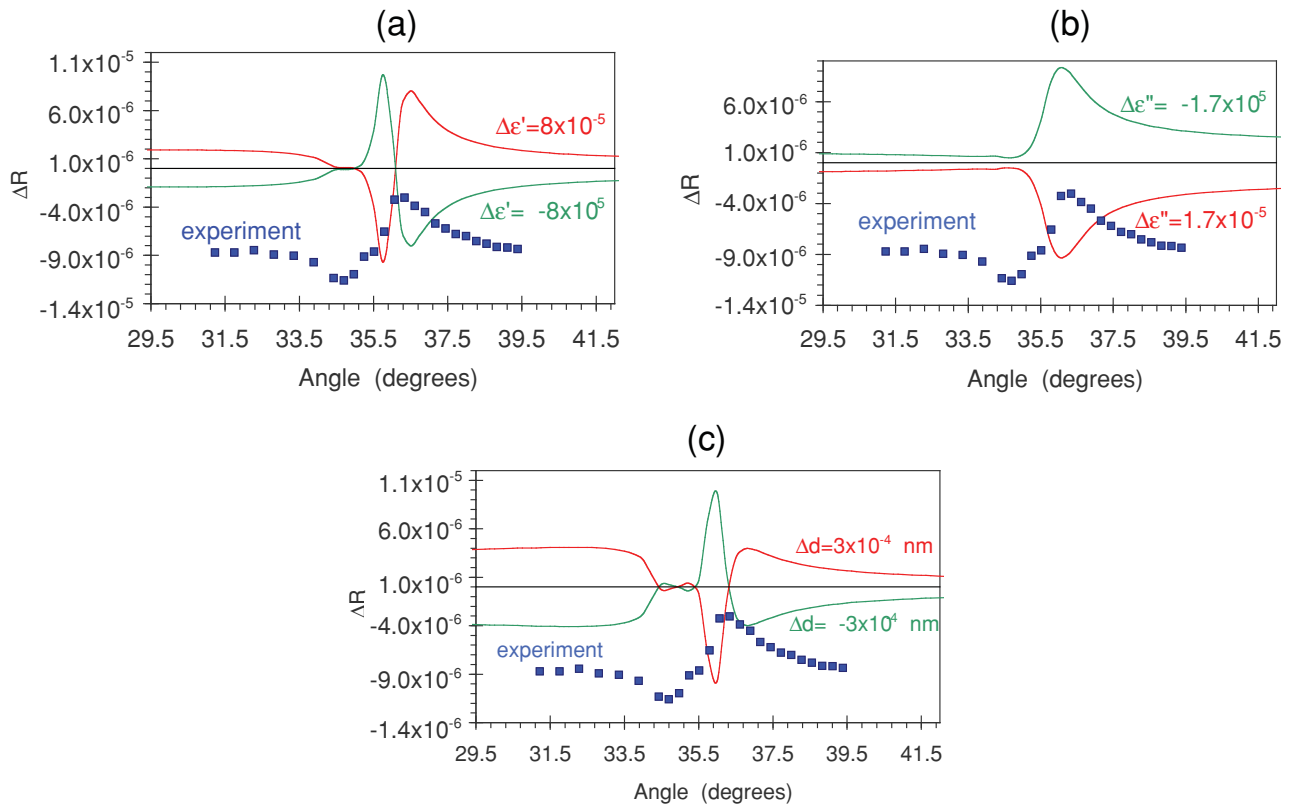 (a)
1.1x10-5
6.0x10-6
1.0x10-6
-4.0x10-6
-9.0x10-6
-1.4x10-5
ΔR
Δε'=8x10-5
Δε'= -8x105
experiment
29.5 31.5 33.5 35.5 37.5 39.5 41.5
Angle (degrees)
(b)
6.0x10-6
1.0x10-6
-4.0x10-6
-9.0x10-6
-1.4x10-5
ΔR
Δε"= -1.7x105
experiment
Δε"=1.7x10-5
29.5 31.5 33.5 35.5 37.5 39.5 41.5
Angle (degrees)
(c)
1.1x10-5
6.0x10-6
1.0x10-6
-4.0x10-6
-9.0x10-6
-1.4x10-6
ΔR
Δd=3x10-4 nm
Δd= -3x104 nm
experiment
29.5 31.5 33.5 35.5 37.5 39.5 41.5
Angle (degrees)